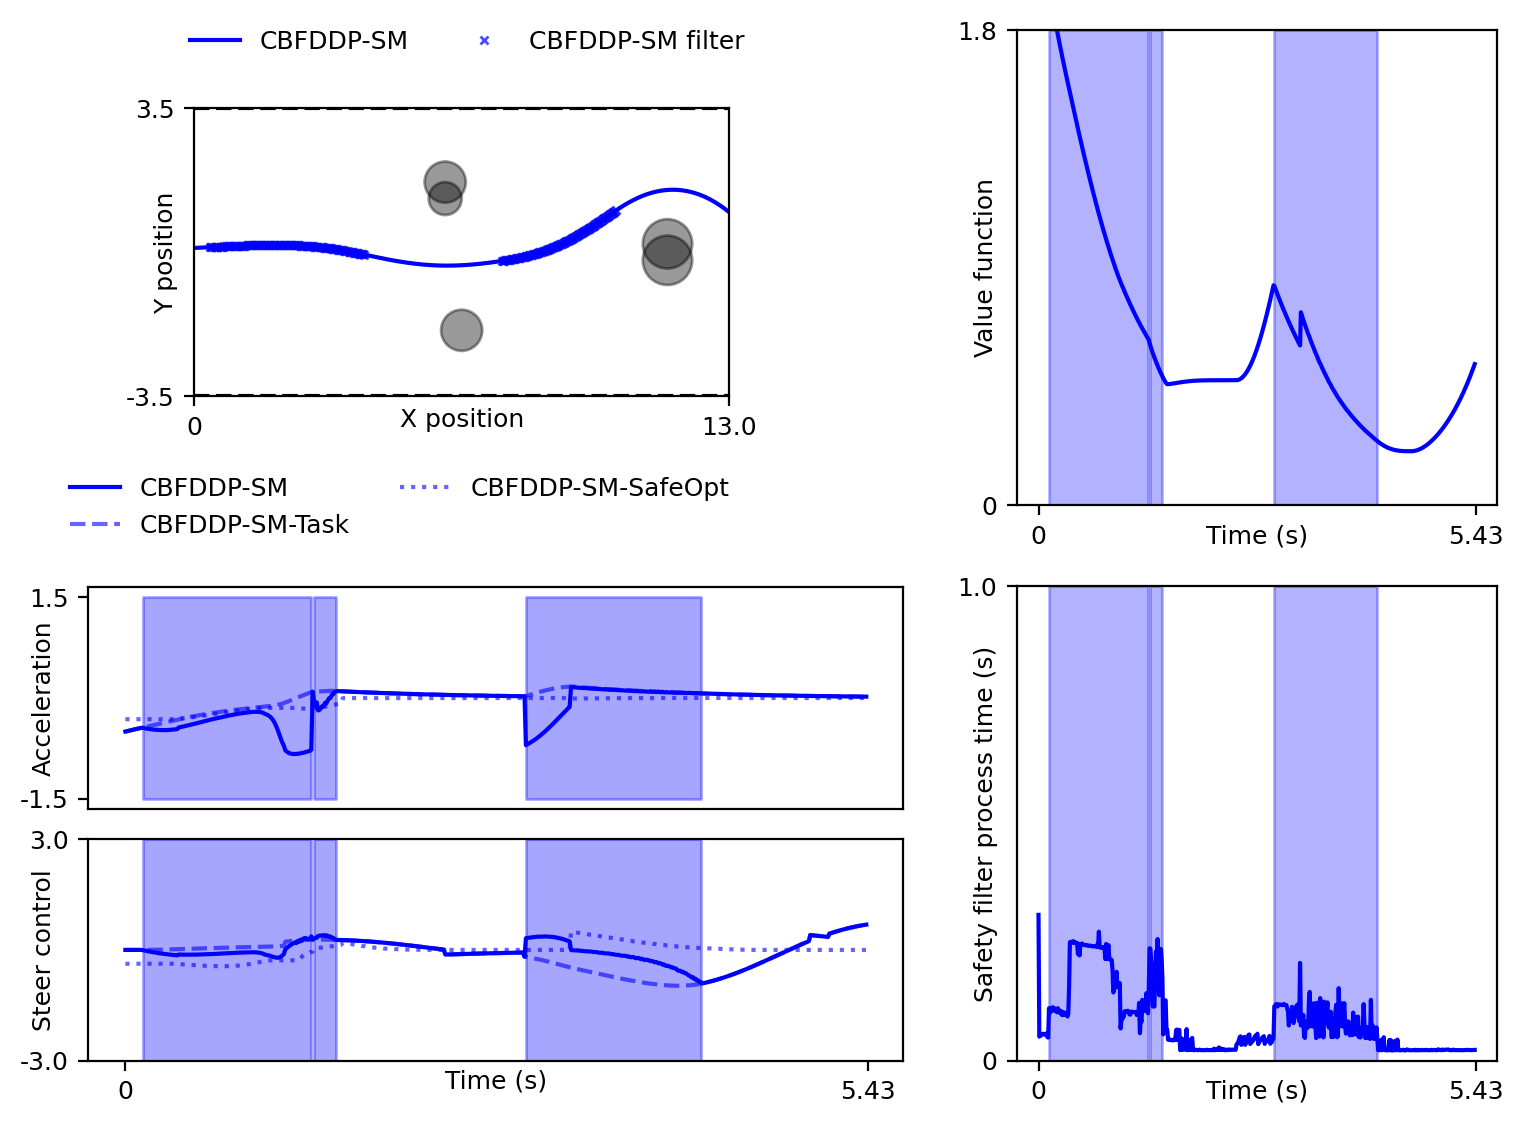 CBFDDP-SM
CBFDDP-SM filter
3.5
Y position
-3.5
0
X position
13.0
CBFDDP-SM
CBFDDP-SM-SafeOpt
CBFDDP-SM-Task
1.5
Acceleration
-1.5
3.0
Steer control
-3.0
0
Time (s)
5.43
1.8
Value function
0
0
Time (s)
5.43
1.0
Safety filter process time (s)
0
0
Time (s)
5.43